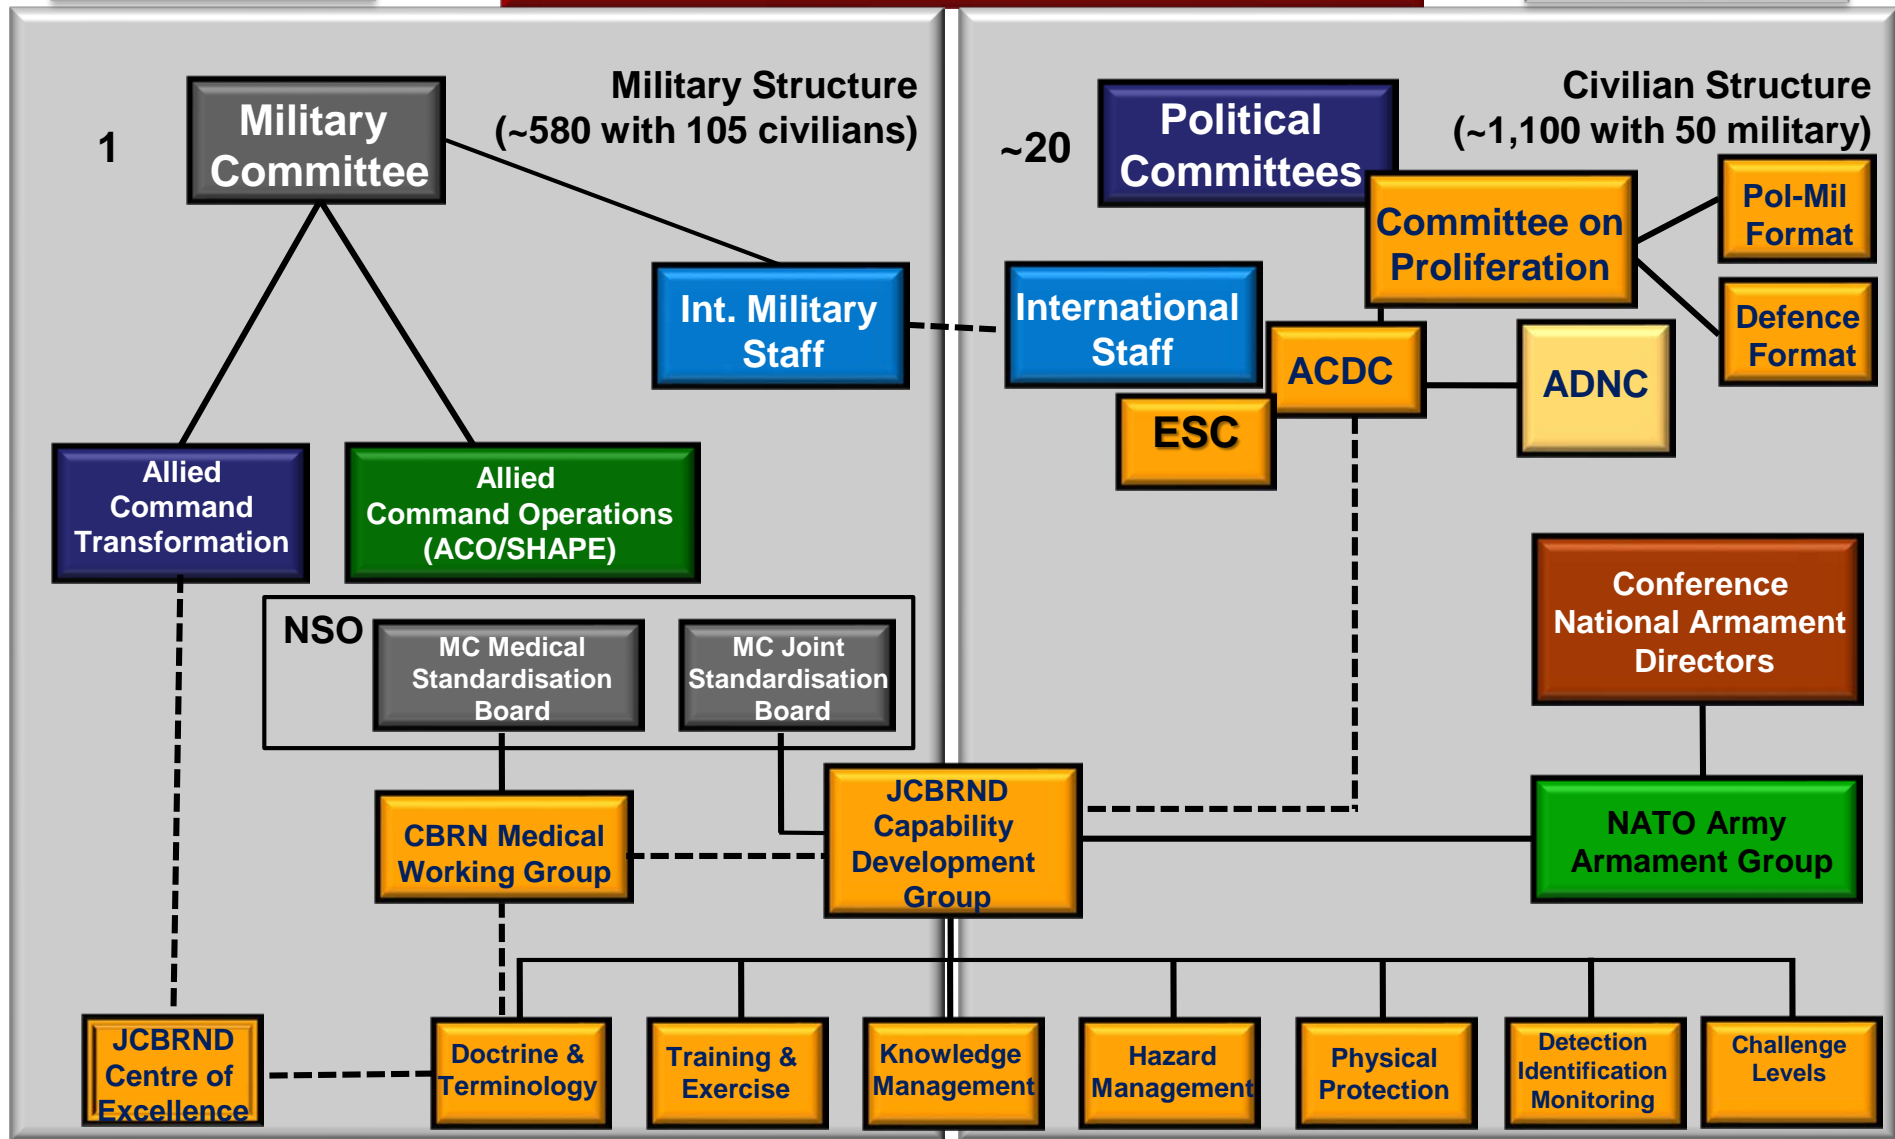 1
Military
Committee
Military Structure
(~580 with 105 civilians)
Int. Military
Staff
Allied
Command
Transformation
Allied
Command Operations
(ACO/SHAPE)
NSO
MC Medical
Standardisation
Board
MC Joint
Standardisation
Board
CBRN Medical
Working Group
~20
Political
Committees
Civilian Structure
(~1,100 with 50 military)
Committee on
Proliferation
Pol-Mil
Format
Defence
Format
International
Staff
ACDC
ADNC
ESC
Conference
National Armament
Directors
JCBRND
Capability
Development
Group
NATO Army
Armament Group
JCBRND
Centre of
Excellence
Doctrine &
Terminology
Training &
Exercise
Knowledge
Management
Hazard
Management
Physical
Protection
Detection
Identification
Monitoring
Challenge
Levels